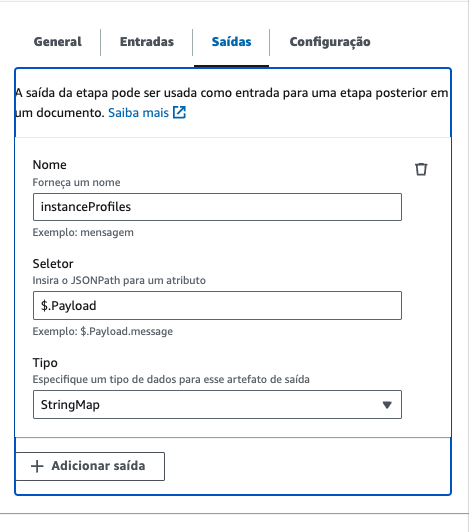 General
Entradas
Saídas
Configuração
A saída da etapa pode ser usada como entrada para uma etapa posterior em
um documento. Saiba mais
Nome
Forneça um nome
instanceProfiles
Exemplo: mensagem
Seletor
Insira o JSONPath para um atributo
$.Payload
Exemplo: $.Payload.message
Tipo
Especifique um tipo de dados para esse artefato de saída
StringMap
Adicionar saída